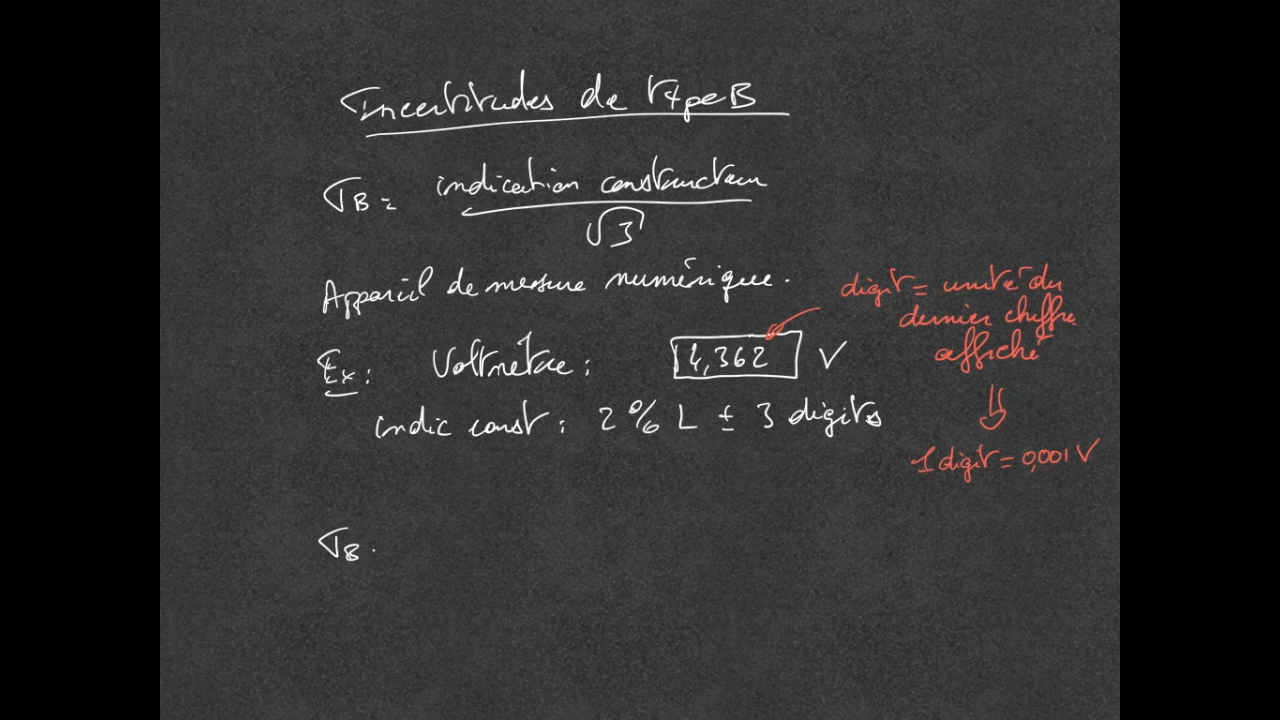 Incertitudes de Type B
σB = indication constructeur
√3
Appareil de mesure numérique.
digit = unité du
dernier chiffre
affiché
Ex : Voltmètre : 4,362 V
indic const : 2 % L ± 3 digits
⇓
1 digit = 0,001 V
σB .